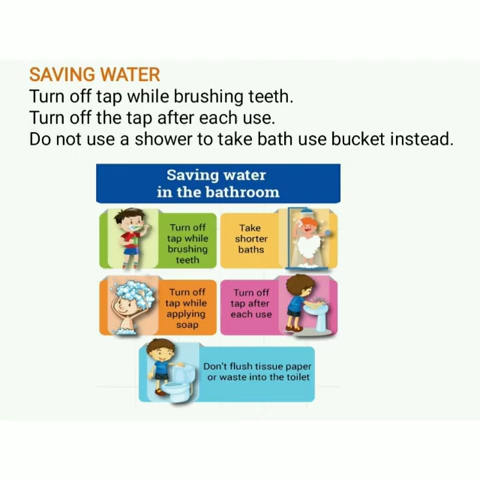 SAVING WATER
Turn off tap while brushing teeth.
Turn off the tap after each use.
Do not use a shower to take bath use bucket instead.
Saving water
in the bathroom
Turn off
tap while
brushing
teeth
Take
shorter
baths
Turn off
tap while
applying
soap
Turn off
tap after
each use
Don't flush tissue paper
or waste into the toilet